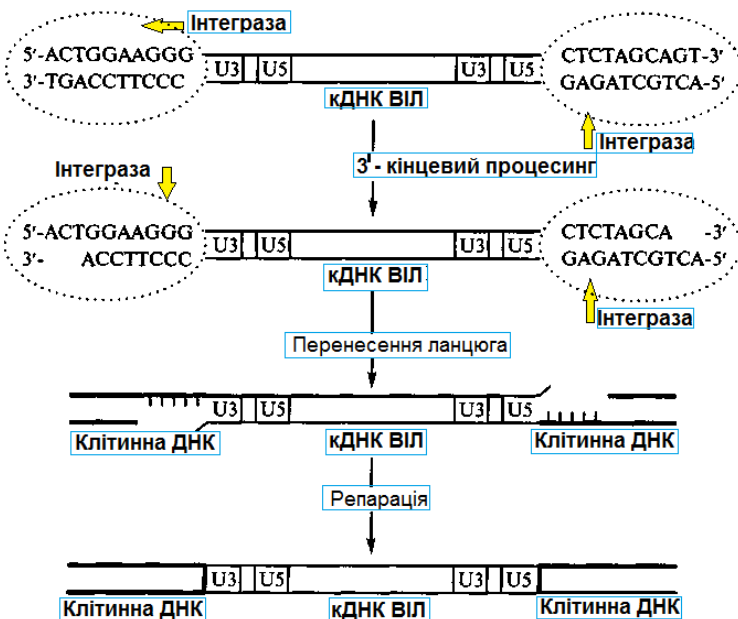 Інтеграза
5'-ACTGGAAGGG
3'-TGACCTTCCC
U3 U5 U3 U5
CTCTAGCAGT-3'
GAGATCGTCA-5'
кДНК ВІЛ
Інтеграза
3'- кінцевий процесинг
Інтеграза
5'-ACTGGAAGGG
3'- ACCTTCCC
U3 U5 U3 U5
CTCTAGCA -3'
GAGATCGTCA-5'
кДНК ВІЛ
Інтеграза
Перенесення ланцюга
U3 U5 U3 U5
Клітинна ДНК кДНК ВІЛ Клітинна ДНК
Репарація
U3 U5 U3 U5
Клітинна ДНК кДНК ВІЛ Клітинна ДНК